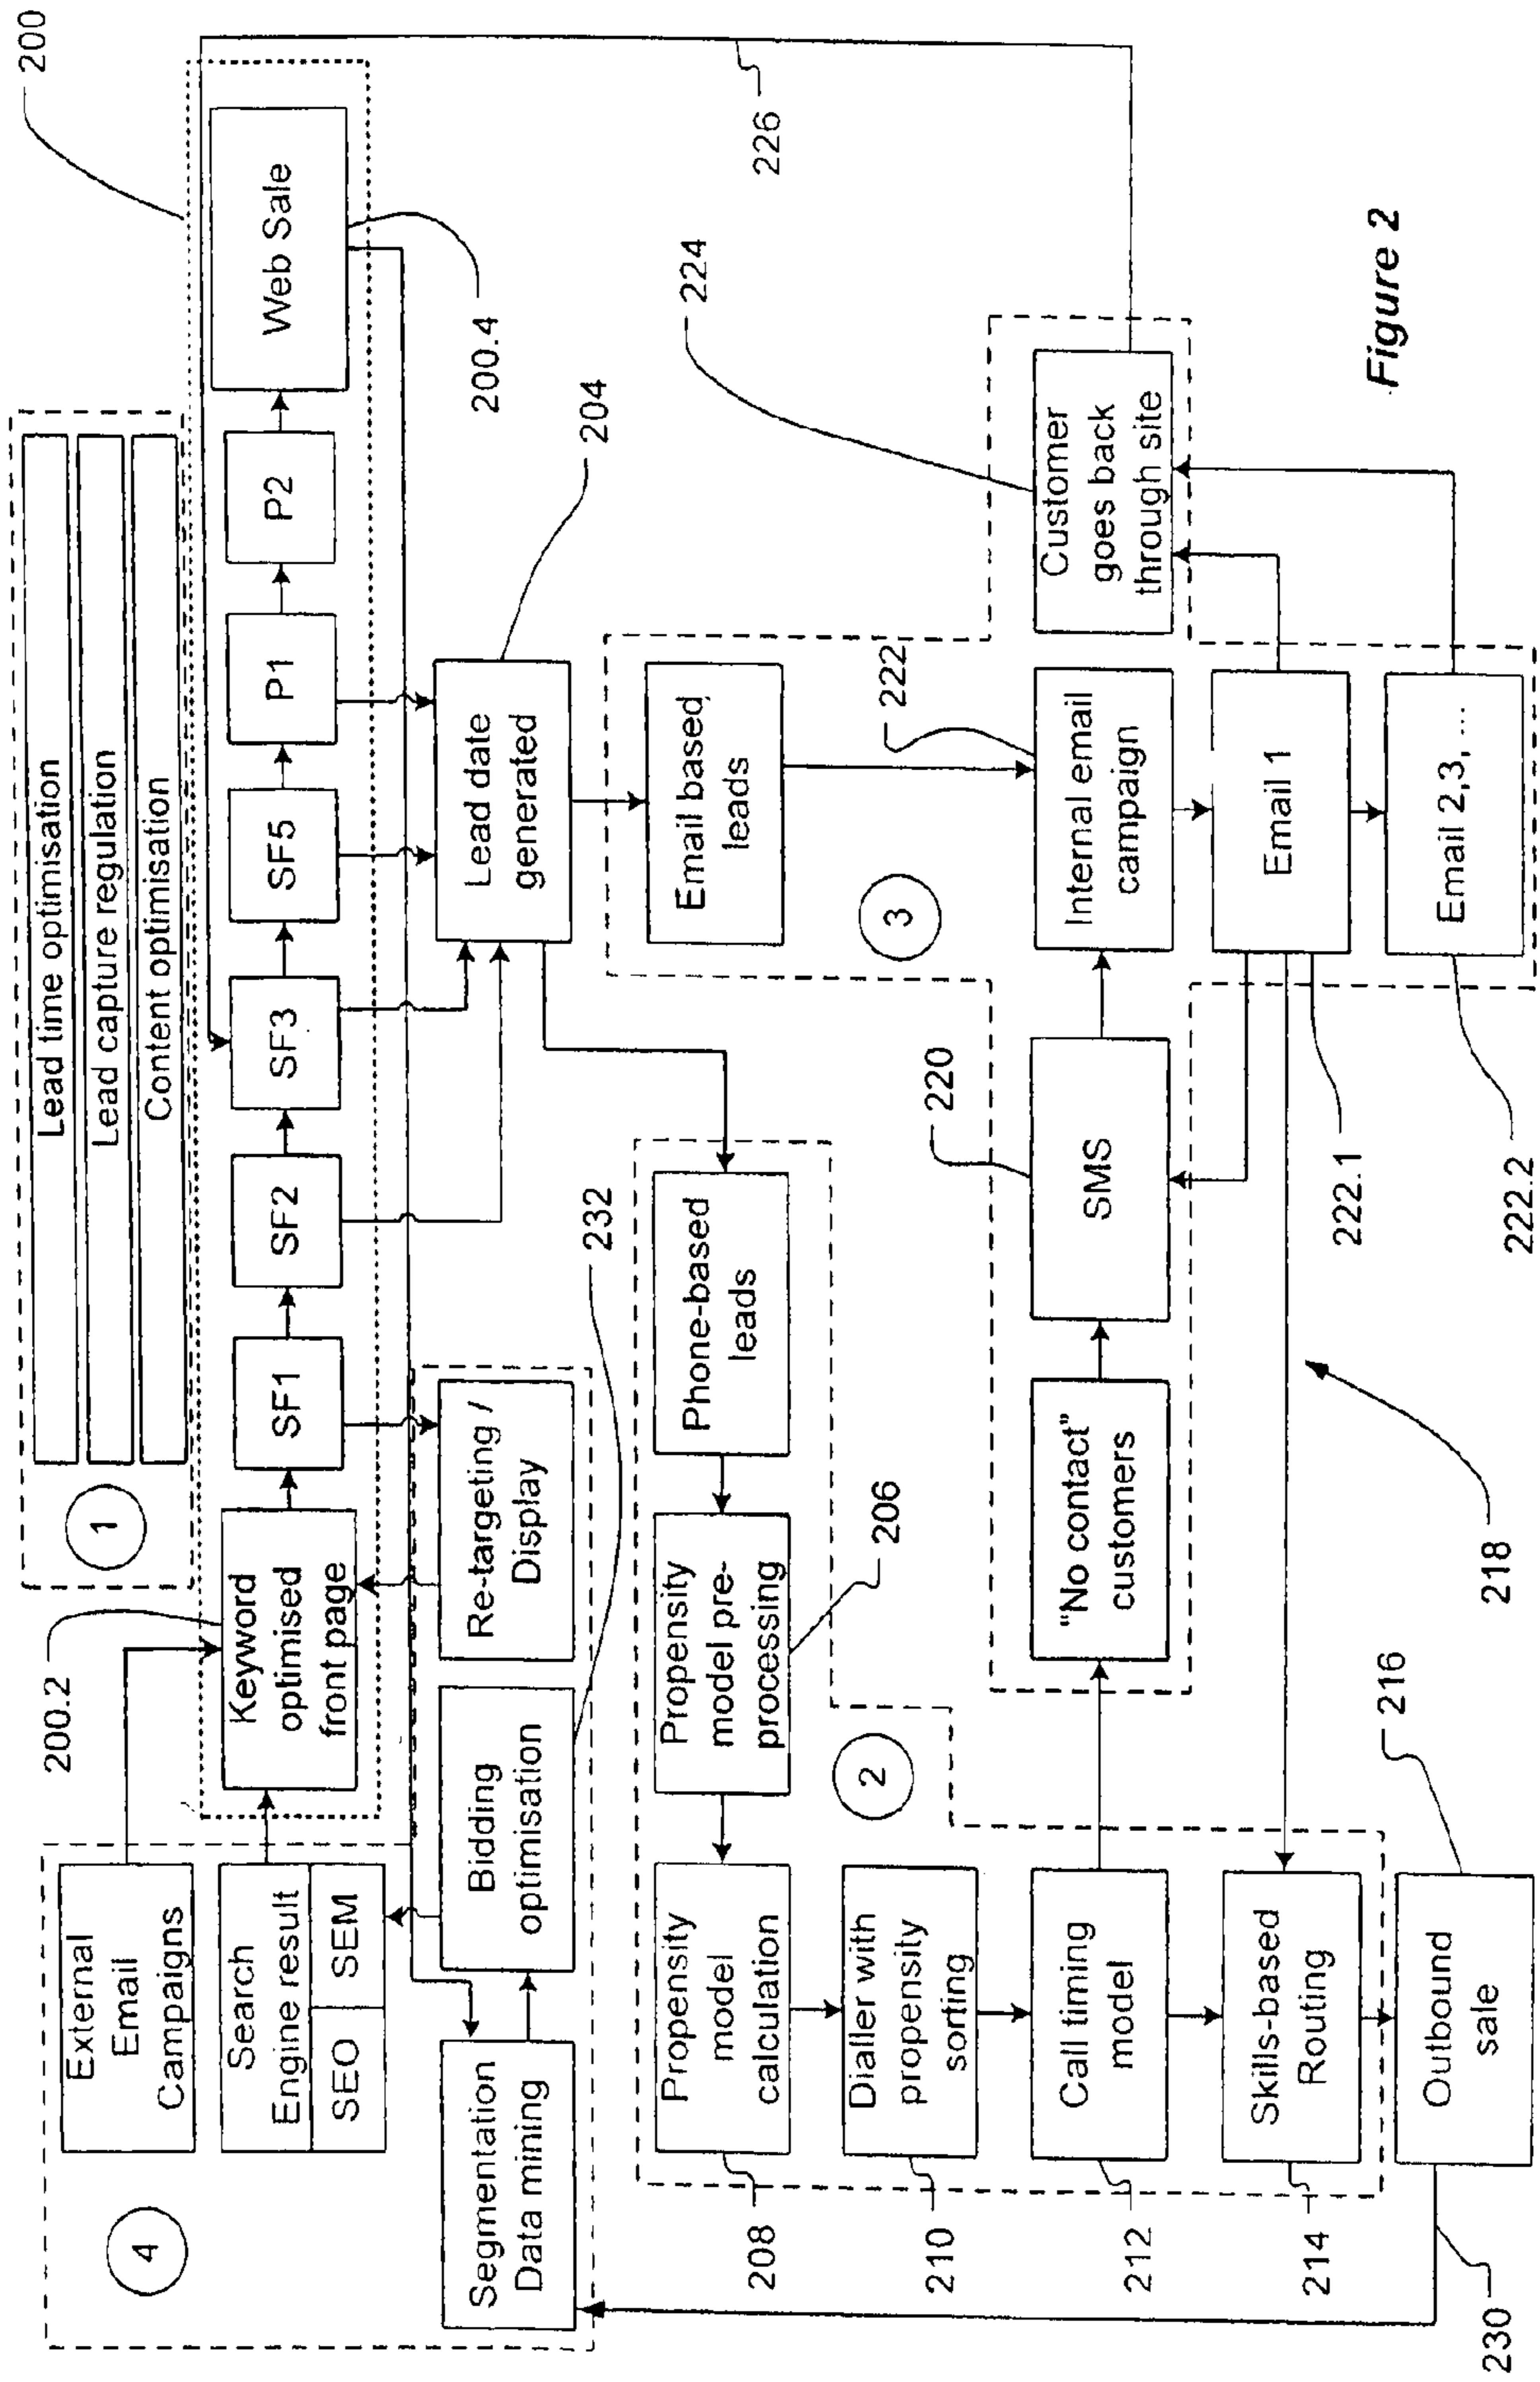 200
1
Lead time optimisation
Lead capture regulation
Content optimisation
200.2
4
External
Email
Campaigns
Search
Engine result
SEO
SEM
Keyword
optimised
front page
SF1
SF2
SF3
SF5
P1
P2
Web Sale
200.4
Segmentation
Data mining
Bidding
optimisation
Re-targeting /
Display
232
Lead date
generated
204
226
Propensity
model
calculation
Propensity
model pre-
processing
Phone-based
leads
Email based
leads
208
206
224
Dialler with
propensity
sorting
210
2
3
222
220
Call timing
model
212
"No contact"
customers
SMS
Internal email
campaign
Customer
goes back
through site
Skills-based
Routing
214
218
222.1
Email 1
Outbound
sale
216
Email 2,3, ...
222.2
230
Figure 2